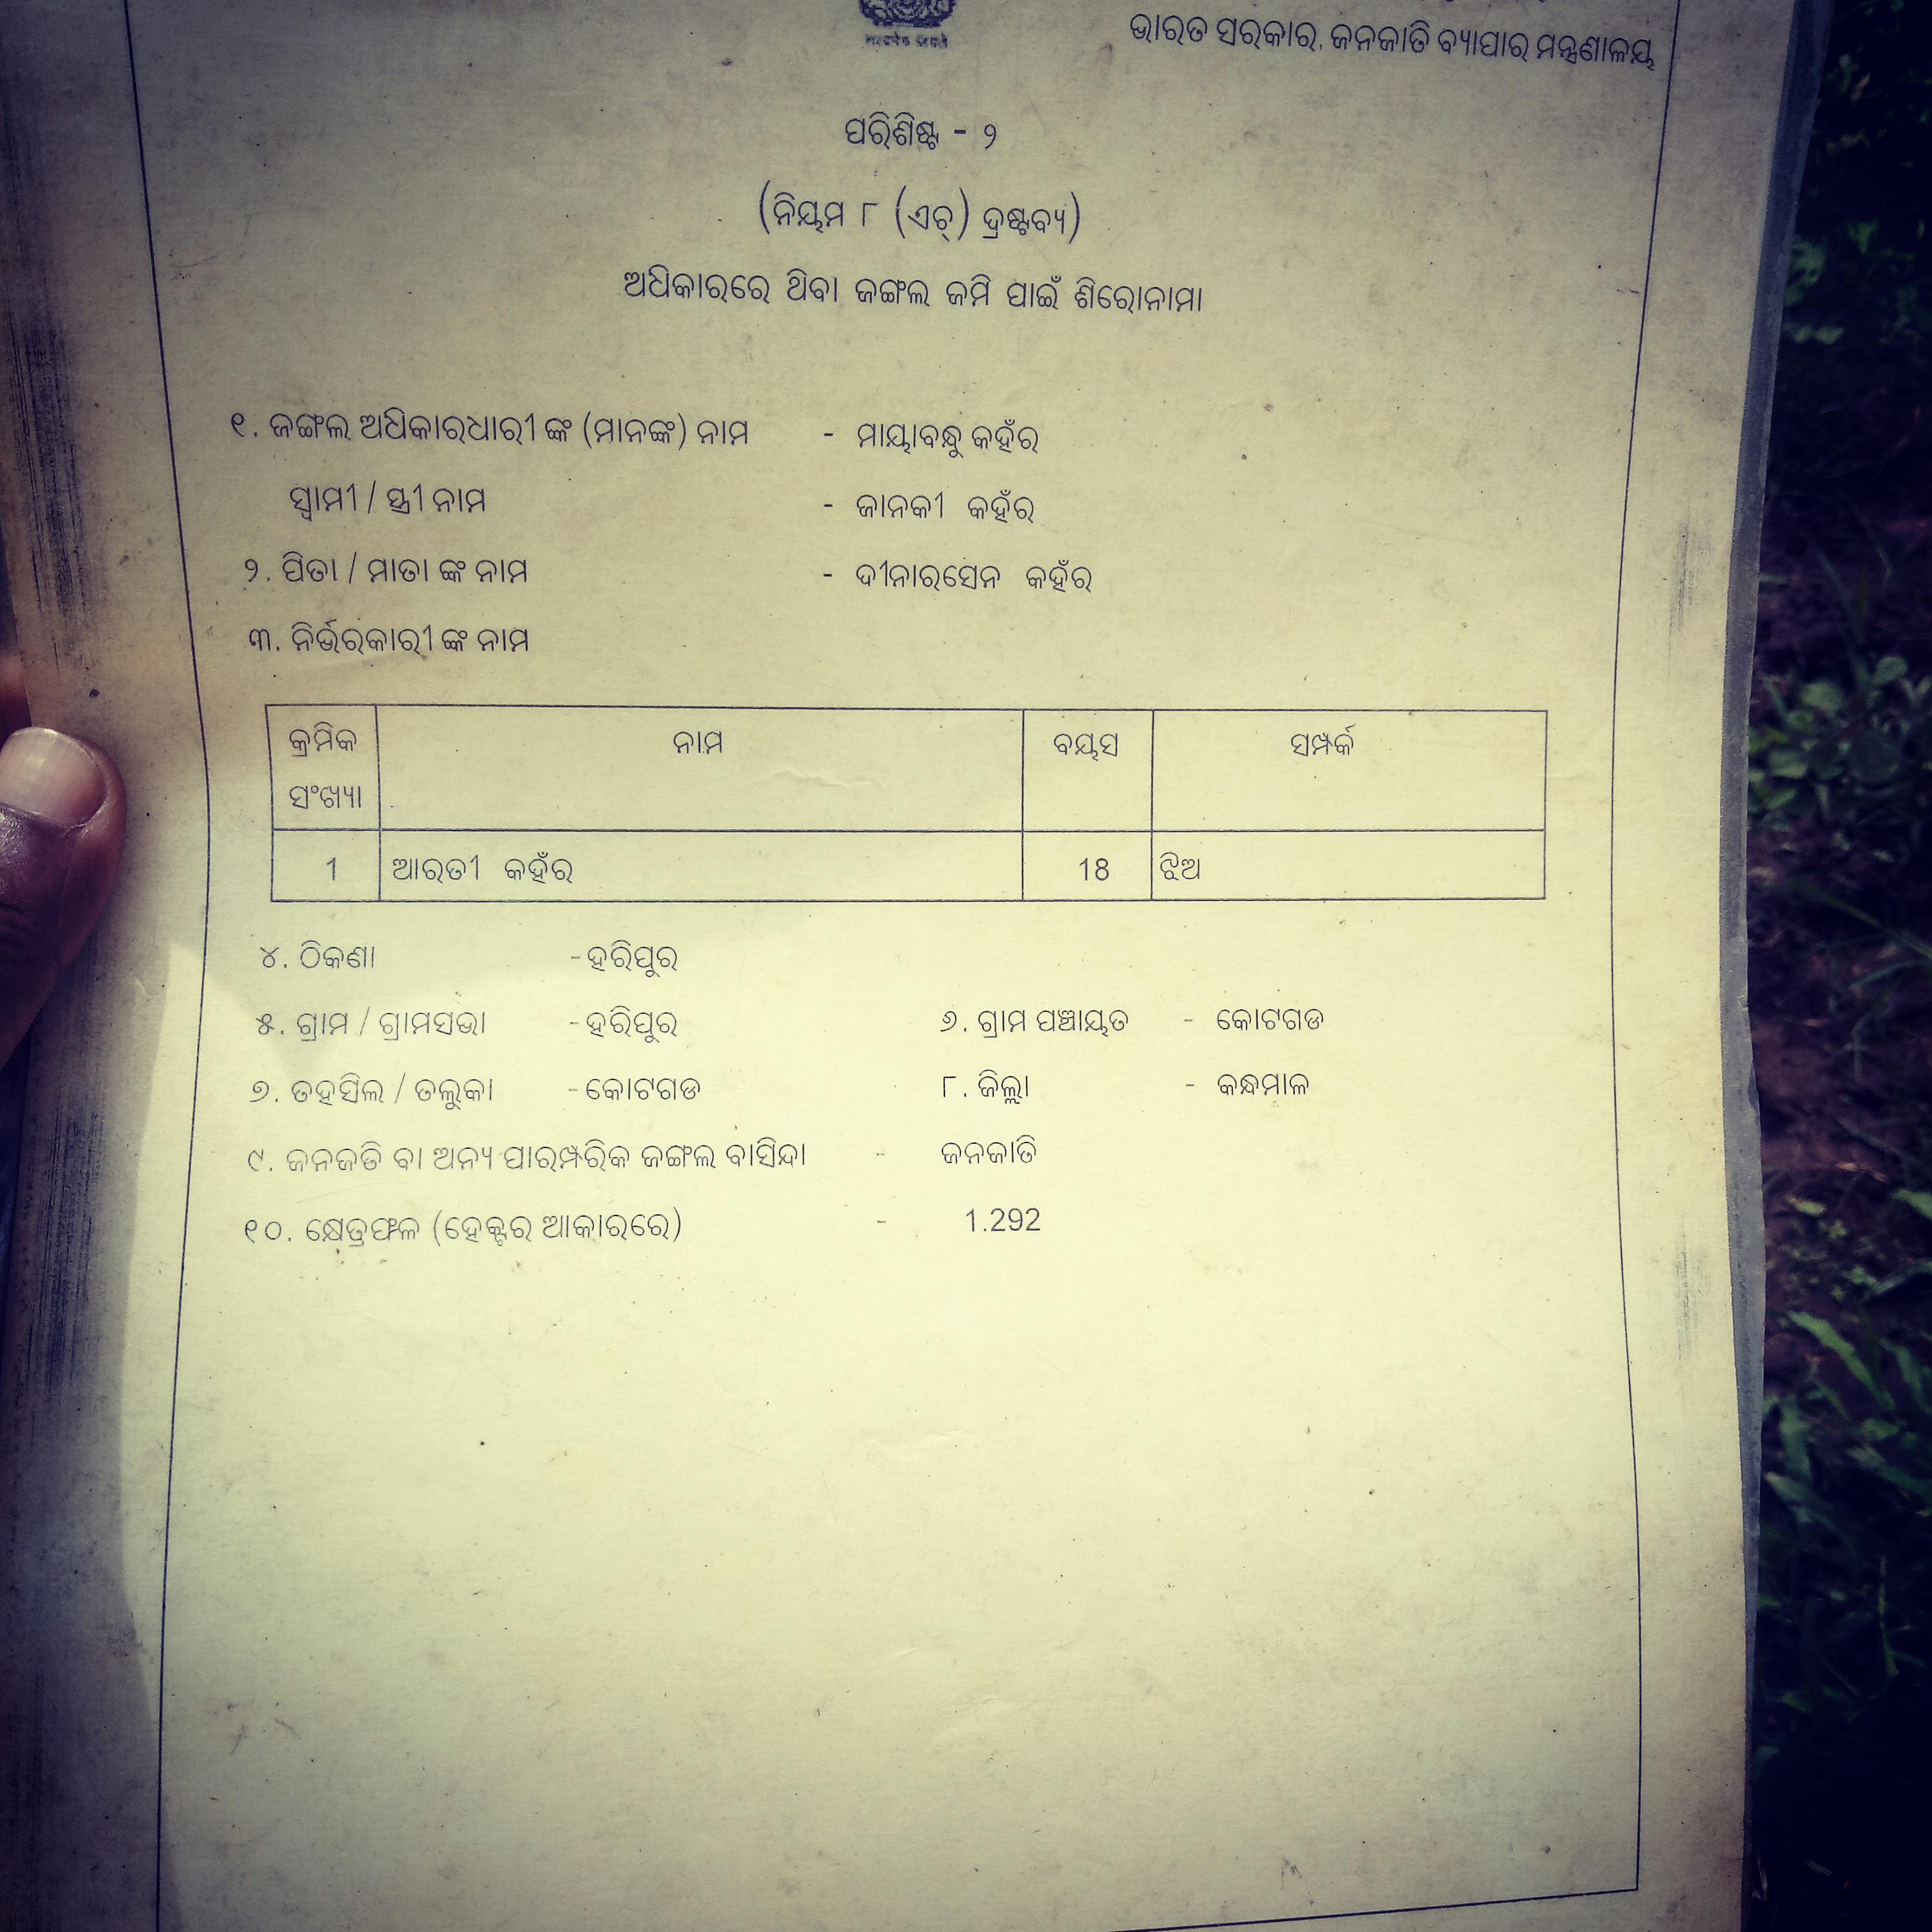 ଭାରତ ସରକାର, ଜନଜାତି ବ୍ୟାପାର ମନ୍ତ୍ରଣାଳୟ
ପରିଶିଷ୍ଟ - ୨
(ନିୟମ ୮ (ଏଚ୍) ଦ୍ରଷ୍ଟବ୍ୟ)
ଅଧିକାରରେ ଥିବା ଜଙ୍ଗଲ ଜମି ପାଇଁ ଶିରୋନାମା
୧. ଜଙ୍ଗଲ ଅଧିକାରଧାରୀ ଙ୍କ (ମାନଙ୍କ) ନାମ - ମାୟାବନ୍ଧୁ କହଁର
ସ୍ଵାମୀ / ସ୍ତ୍ରୀ ନାମ - ଜାନକୀ କହଁର
୨. ପିତା / ମାତା ଙ୍କ ନାମ - ଦୀନାରସେନ କହଁର
୩. ନିର୍ଭରକାରୀ ଙ୍କ ନାମ
କ୍ରମିକ ସଂଖ୍ୟା ନାମ ବୟସ ସମ୍ପର୍କ
1 ଆରତୀ କହଁର 18 ଝିଅ
୪. ଠିକଣା - ହରିପୁର
୫. ଗ୍ରାମ / ଗ୍ରାମସଭା - ହରିପୁର ୬. ଗ୍ରାମ ପଞ୍ଚାୟତ - କୋଟଗଡ
୭. ତହସିଲ / ତଲୁକା - କୋଟଗଡ ୮. ଜିଲ୍ଲା - କନ୍ଧମାଳ
୯. ଜନଜତି ବା ଅନ୍ୟ ପାରମ୍ପରିକ ଜଙ୍ଗଲ ବାସିନ୍ଦା - ଜନଜାତି
୧୦. କ୍ଷେତ୍ରଫଳ (ହେକ୍ଟର ଆକାରରେ) - 1.292